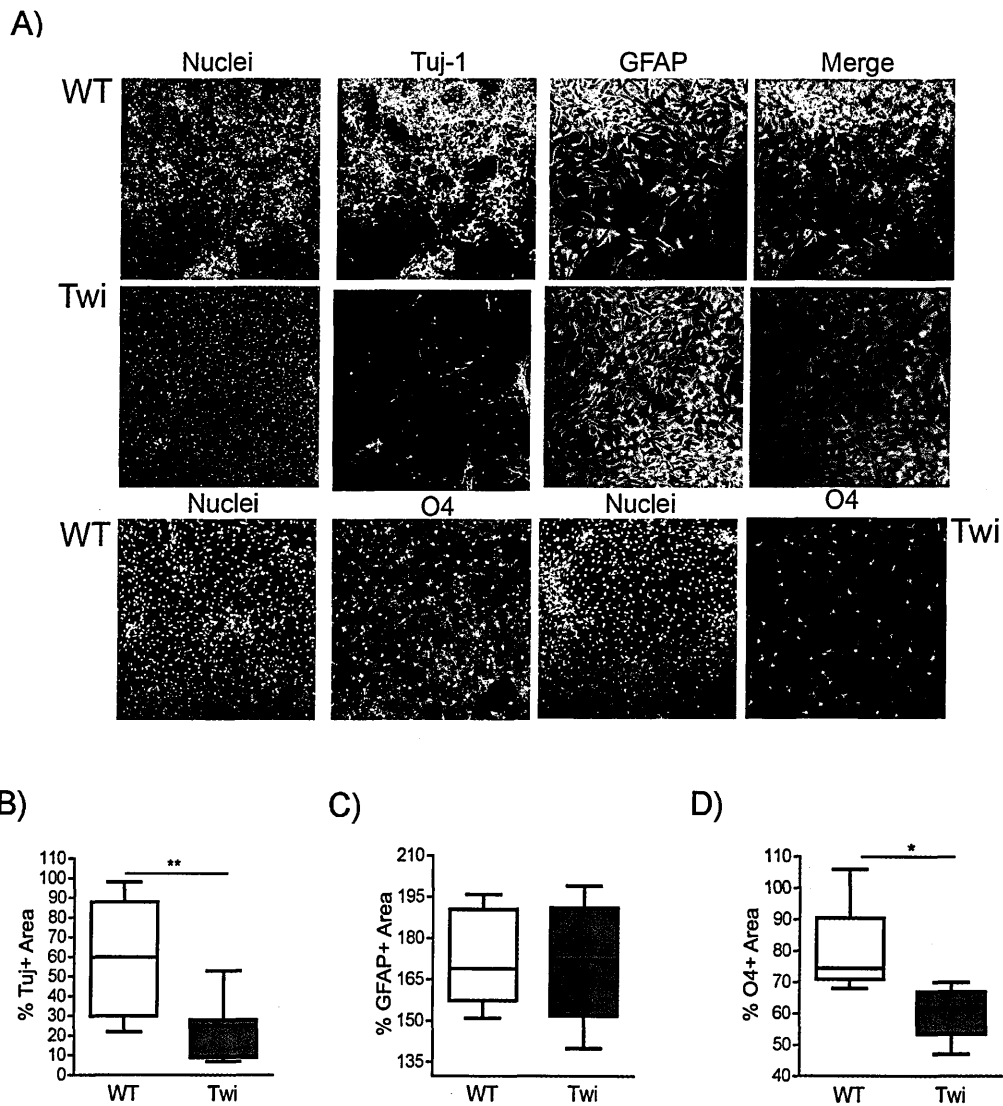 A)
Nuclei Tuj-1 GFAP Merge
WT
Twi
Nuclei O4 Nuclei O4
WT Twi
B) C) D)
% Tuj+ Area
110
100
90
80
70
60
50
40
30
20
10
0
WT Twi
**
% GFAP+ Area
210
195
180
165
150
135
WT Twi
% O4+ Area
110
100
90
80
70
60
50
40
WT Twi
*